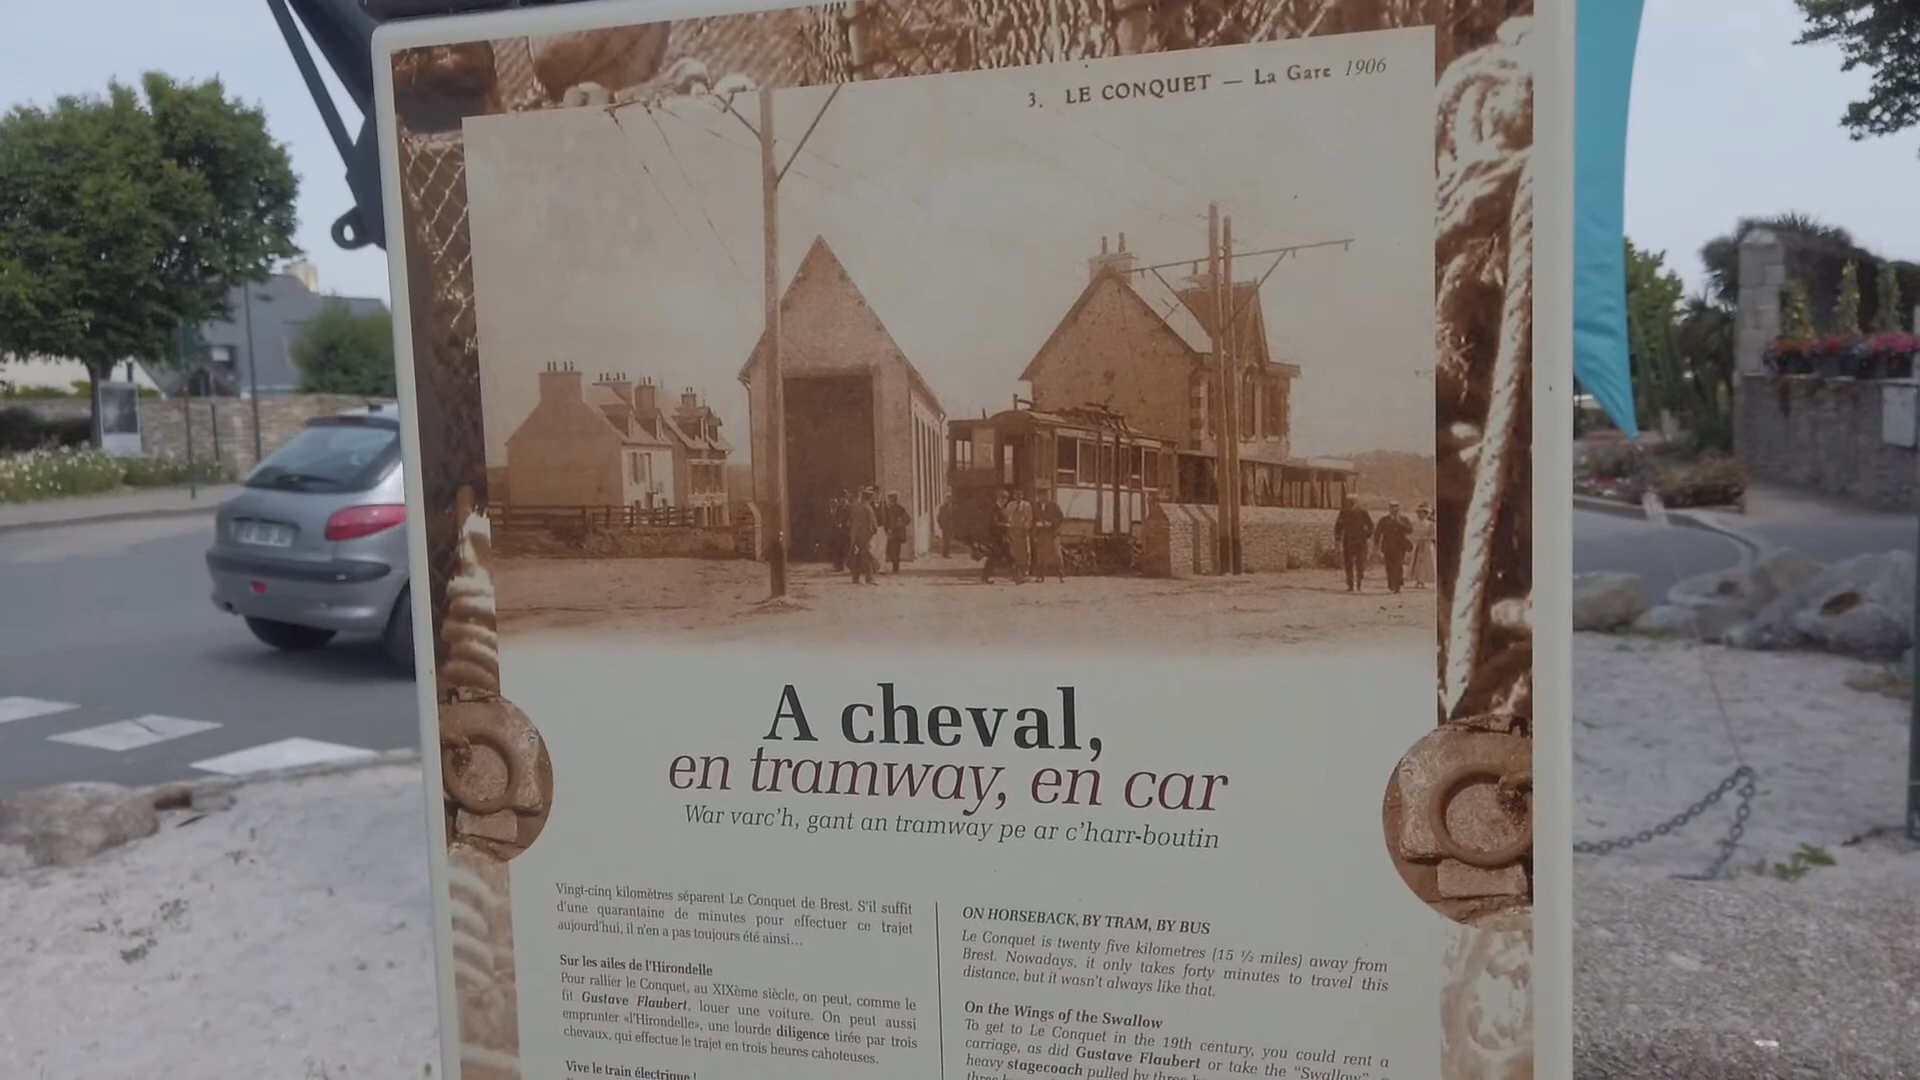 3. LE CONQUET — La Gare 1906
A cheval,
en tramway, en car
War varc'h, gant an tramway pe ar c'harr-boutin
Vingt-cinq kilomètres séparent Le Conquet de Brest. S'il suffit
d'une quarantaine de minutes pour effectuer ce trajet
aujourd'hui, il n'en a pas toujours été ainsi...
Sur les ailes de l'Hirondelle
Pour rallier le Conquet, au XIXème siècle, on peut, comme le
fit Gustave Flaubert, louer une voiture. On peut aussi
emprunter «l'Hirondelle», une lourde diligence tirée par trois
chevaux, qui effectue le trajet en trois heures cahoteuses.
Vive le train électrique !
ON HORSEBACK, BY TRAM, BY BUS
Le Conquet is twenty five kilometres (15 ½ miles) away from
Brest. Nowadays, it only takes forty minutes to travel this
distance, but it wasn't always like that.
On the Wings of the Swallow
To get to Le Conquet in the 19th century, you could rent a
carriage, as did Gustave Flaubert or take the "Swallow",
heavy stagecoach pulled by three